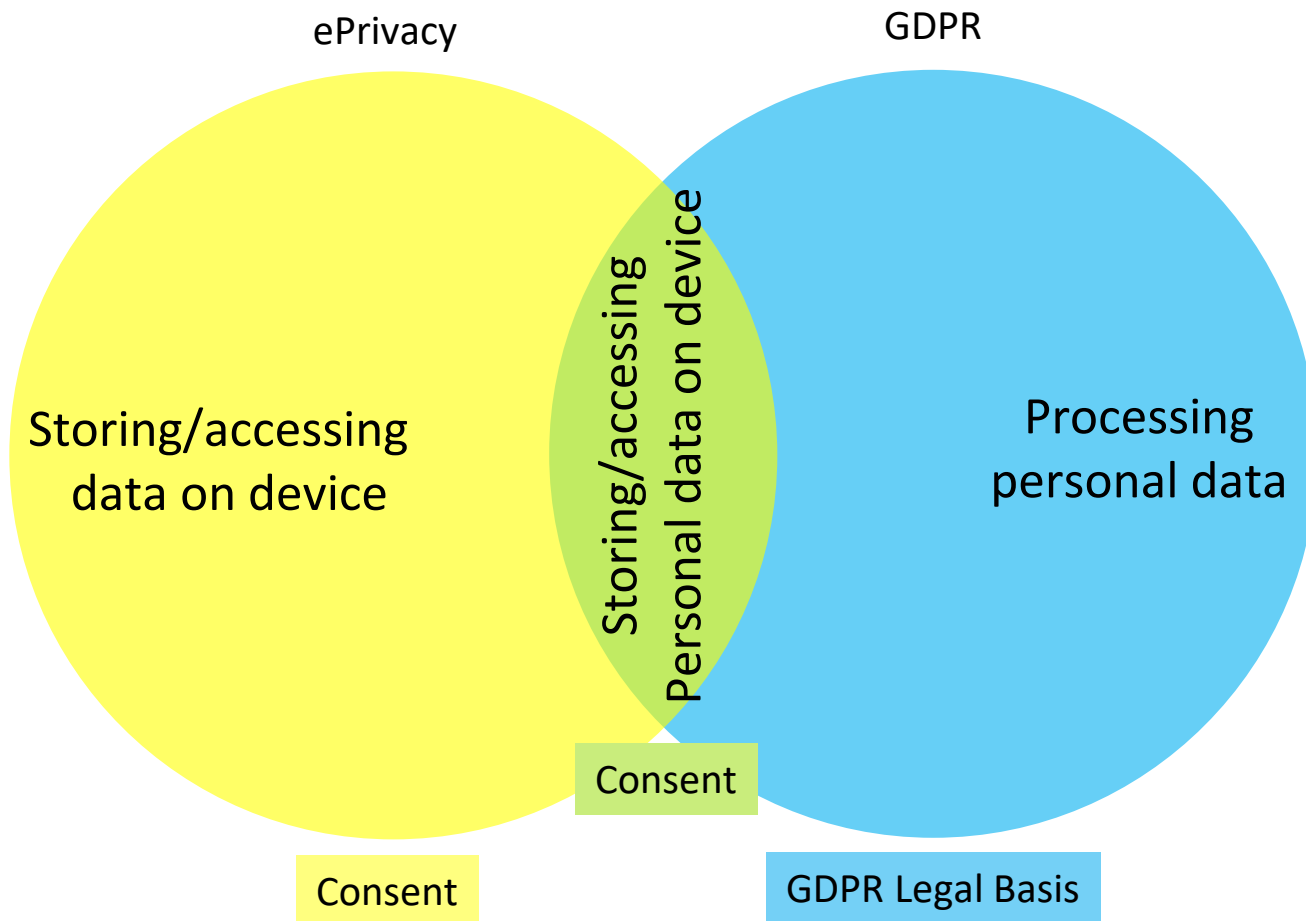 ePrivacy
GDPR
Storing/accessing
data on device
Storing/accessing
Personal data on device
Processing
personal data
Consent
Consent
GDPR Legal Basis